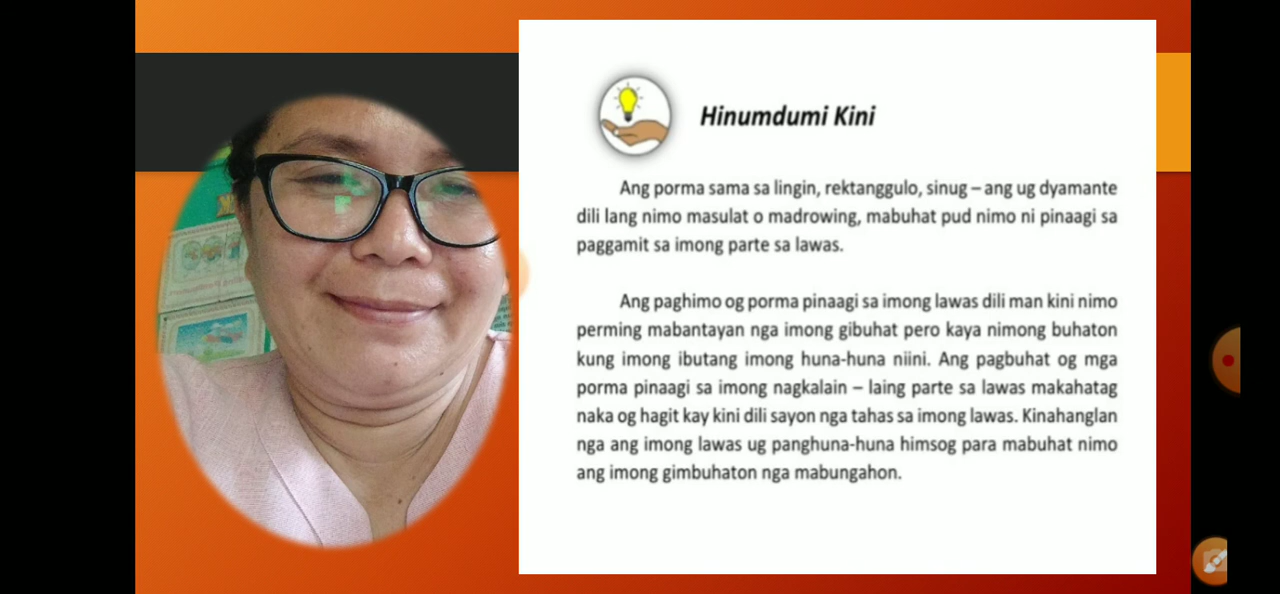 Hinumdumi Kini
Ang porma sama sa lingin, rektanggulo, sinug – ang ug dyamante
dili lang nimo masulat o madrowing, mabuhat pud nimo ni pinaagi sa
paggamit sa imong parte sa lawas.
Ang paghimo og porma pinaagi sa imong lawas dili man kini nimo
perming mabantayan nga imong gibuhat pero kaya nimong buhaton
kung imong ibutang imong huna-huna niini. Ang pagbuhat og mga
porma pinaagi sa imong nagkalain – laing parte sa lawas makahatag
naka og hagit kay kini dili sayon nga tahas sa imong lawas. Kinahanglan
nga ang imong lawas ug panghuna-huna himsog para mabuhat nimo
ang imong gimbuhaton nga mabungahon.